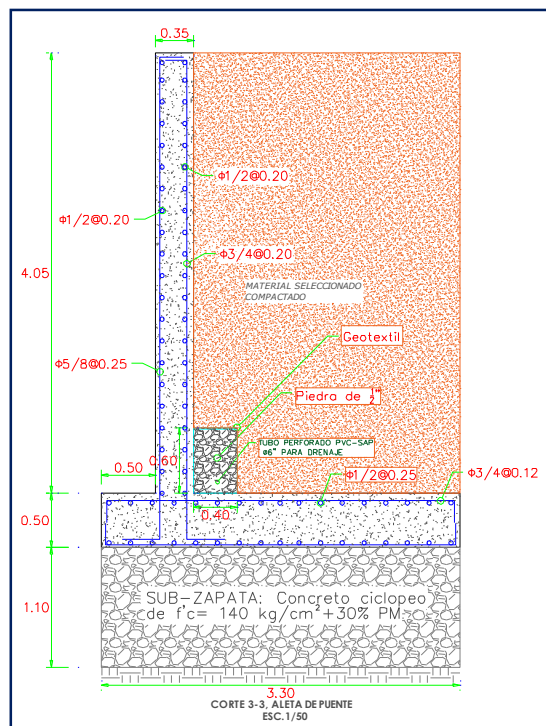 0.35
Φ1/2@0.20
Φ1/2@0.20
Φ3/4@0.20
4.05
MATERIAL SELECCIONADO
COMPACTADO
Geotextil
Φ5/8@0.25
Piedra de 1/2"
TUBO PERFORADO PVC-SAP
ø6" PARA DRENAJE
0.60
0.50
Φ1/2@0.25
Φ3/4@0.12
0.40
0.50
1.10
SUB-ZAPATA: Concreto ciclopeo
de f'c= 140 kg/cm²+30% PM
3.30
CORTE 3-3, ALETA DE PUENTE
ESC.1/50